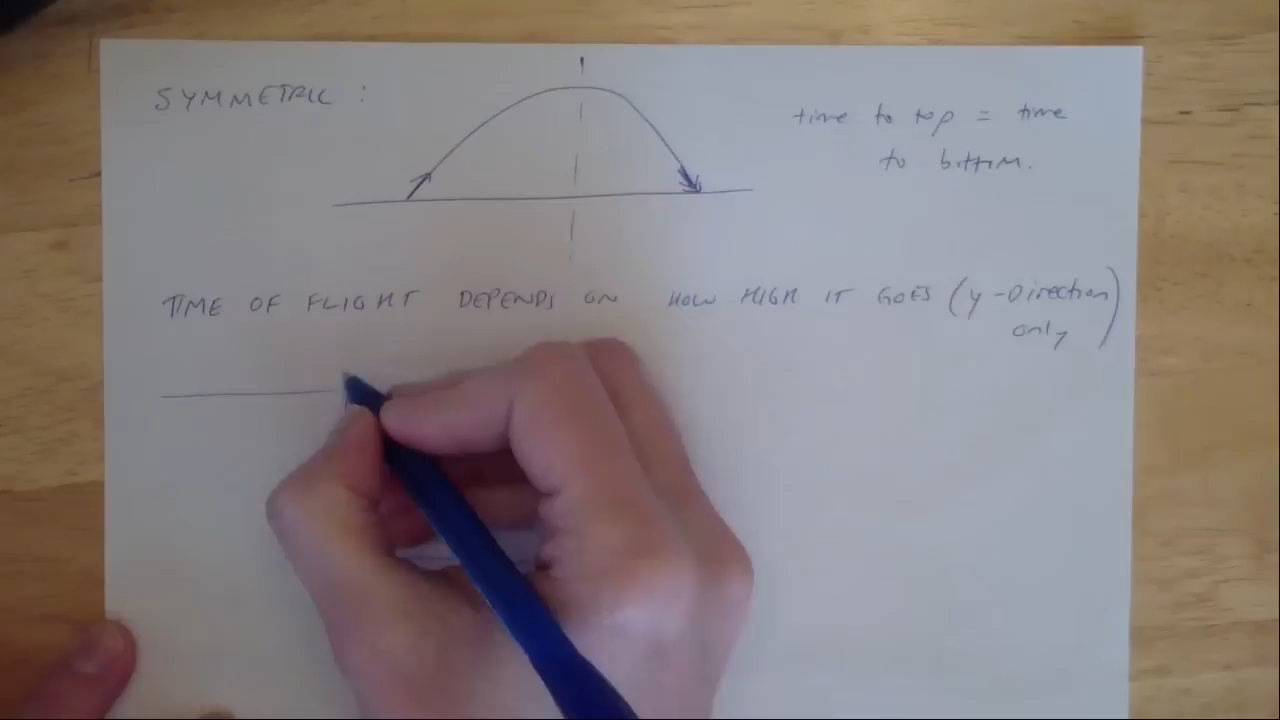 SYMMETRIC :
time to top = time
to bottom.
TIME OF FLIGHT DEPENDS ON HOW HIGH IT GOES (y-Direction
only)